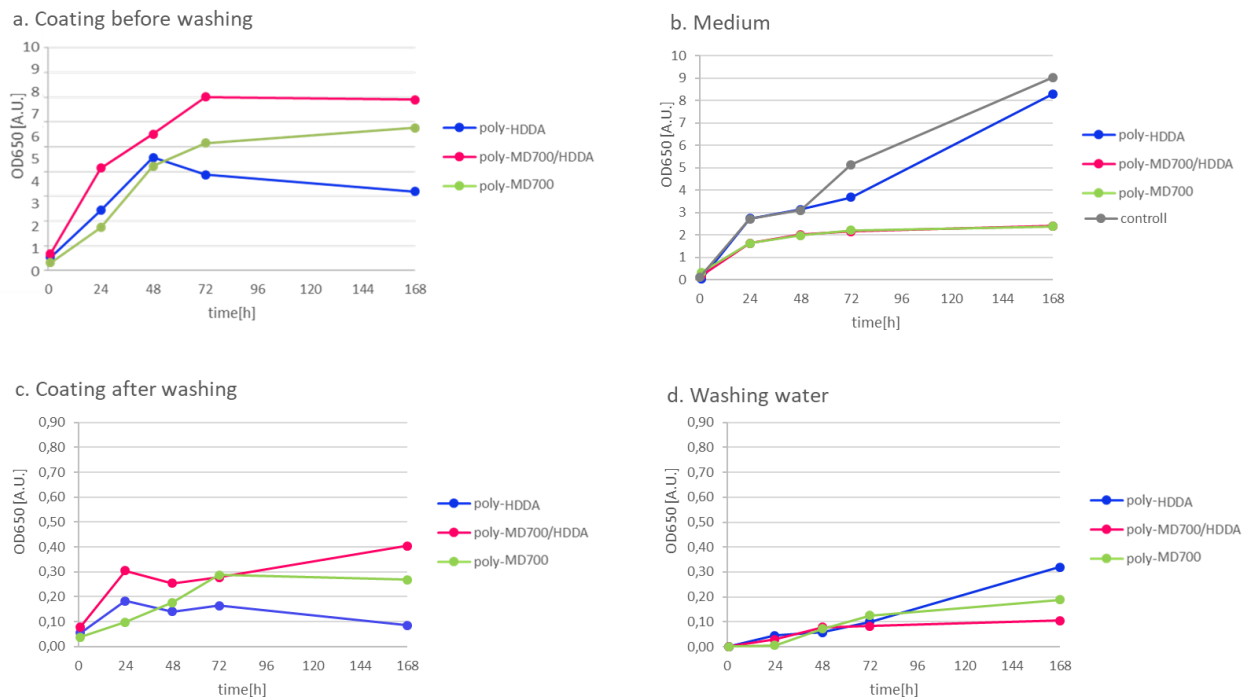 a. Coating before washing
10
9
8
7
6
5
4
3
2
1
0
OD650 [A.U.]
0 24 48 72 96 120 144 168
time[h]
poly-HDDA
poly-MD700/HDDA
poly-MD700
b. Medium
10
9
8
7
6
5
4
3
2
1
0
OD650 [A.U.]
0 24 48 72 96 120 144 168
time[h]
poly-HDDA
poly-MD700/HDDA
poly-MD700
controll
c. Coating after washing
0,90
0,80
0,70
0,60
0,50
0,40
0,30
0,20
0,10
0,00
OD650 [A.U.]
0 24 48 72 96 120 144 168
time[h]
poly-HDDA
poly-MD700/HDDA
poly-MD700
d. Washing water
0,90
0,80
0,70
0,60
0,50
0,40
0,30
0,20
0,10
0,00
OD650 [A.U.]
0 24 48 72 96 120 144 168
time[h]
poly-HDDA
poly-MD700/HDDA
poly-MD700